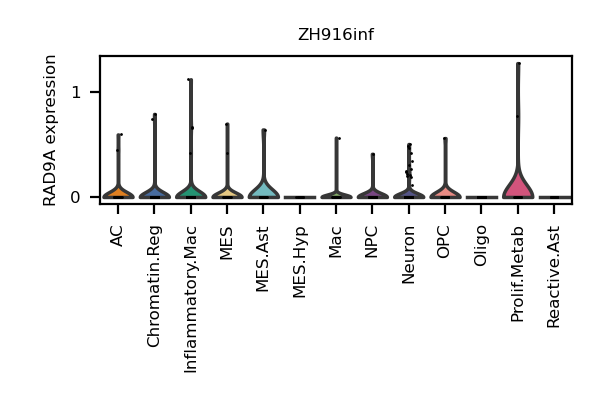 ZH916inf
RAD9A expression
1
0
AC
Chromatin.Reg
Inflammatory.Mac
MES
MES.Ast
MES.Hyp
Mac
NPC
Neuron
OPC
Oligo
Prolif.Metab
Reactive.Ast